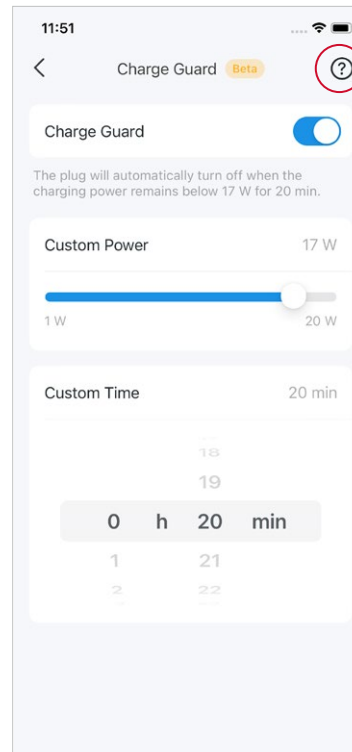 11:51
Charge Guard Beta ?
Charge Guard
The plug will automatically turn off when the
charging power remains below 17 W for 20 min.
Custom Power 17 W
1 W 20 W
Custom Time 20 min
18
19
0 h 20 min
1 21
2 22